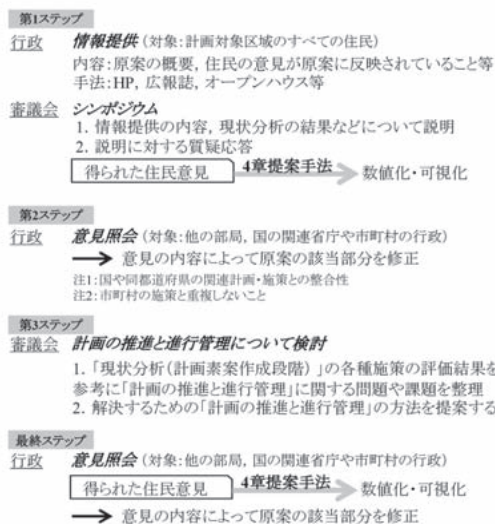 第1ステップ
行政 情報提供 (対象:計画対象区域のすべての住民)
内容:原案の概要, 住民の意見が原案に反映されていること等
手法:HP, 広報誌, オープンハウス等
審議会 シンポジウム
1. 情報提供の内容, 現状分析の結果などについて説明
2. 説明に対する質疑応答
得られた住民意見 4章提案手法 数値化・可視化
第2ステップ
行政 意見照会 (対象:他の部局, 国の関連省庁や市町村の行政)
→ 意見の内容によって原案の該当部分を修正
注1:国や同都道府県の関連計画・施策との整合性
注2:市町村の施策と重複しないこと
第3ステップ
審議会 計画の推進と進行管理について検討
1. 「現状分析(計画素案作成段階) 」の各種施策の評価結果を
参考に「計画の推進と進行管理」に関する問題や課題を整理
2. 解決するための「計画の推進と進行管理」の方法を提案する
最終ステップ
行政 意見照会 (対象:他の部局, 国の関連省庁や市町村の行政)
得られた住民意見 4章提案手法 数値化・可視化
→ 意見の内容によって原案の該当部分を修正